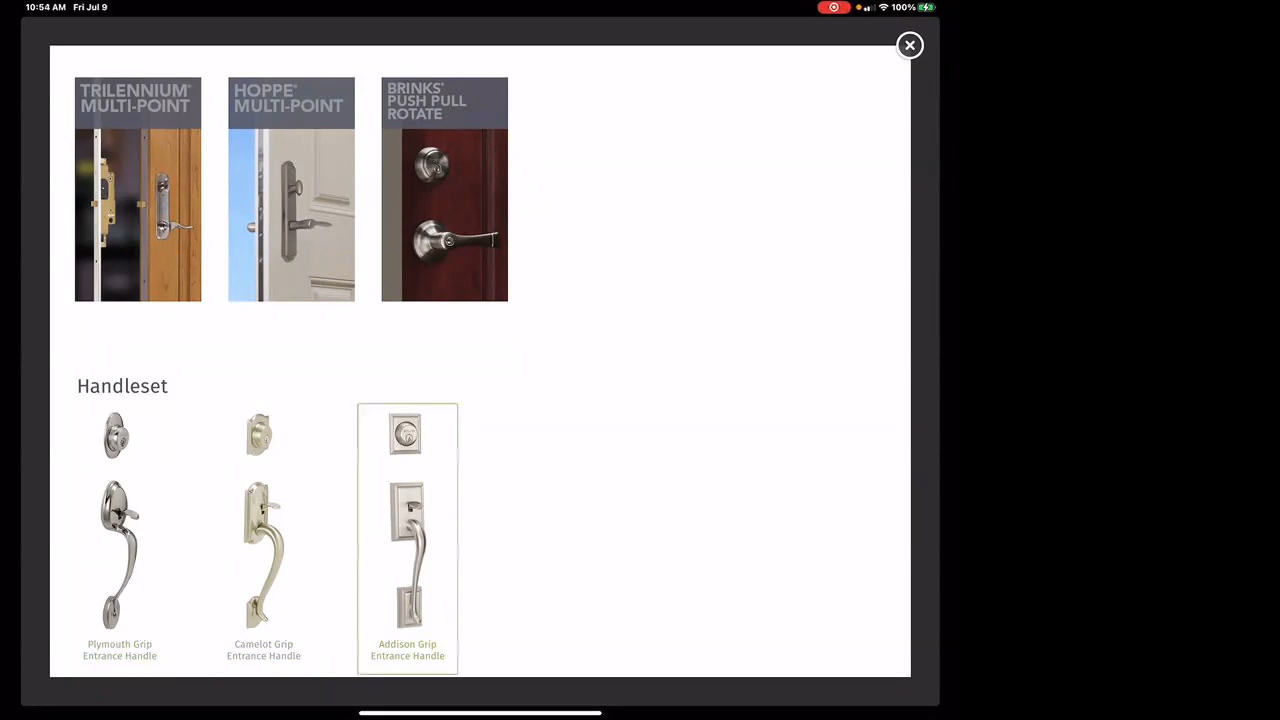 10:54 AM Fri Jul 9
100%
TRILENNIUM®
MULTI-POINT
HOPPE®
MULTI-POINT
BRINKS®
PUSH PULL
ROTATE
Handleset
Plymouth Grip
Entrance Handle
Camelot Grip
Entrance Handle
Addison Grip
Entrance Handle